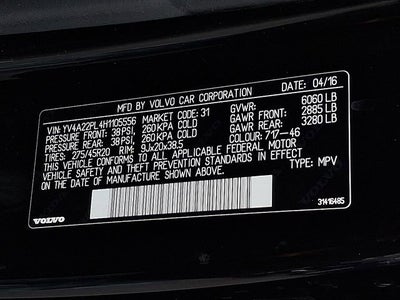 MFD BY VOLVO CAR CORPORATION DATE: 04/16
VIN: YV4A22PL4H1105556 MARKET CODE: 31 GVWR: 6060 LB
PRESSURE FRONT: 38PSI, 260KPA COLD GAWR FRONT: 2885 LB
PRESSURE REAR: 38PSI, 260KPA COLD GAWR REAR: 3280 LB
TIRES: 275/45R20 RIM: 9Jx20x38.5 COLOUR: 717-46
THIS VEHICLE CONFORMS TO ALL APPLICABLE FEDERAL MOTOR
VEHICLE SAFETY THEFT PREVENTION STANDARDS IN EFFECT
ON THE DATE OF MANUFACTURE SHOWN ABOVE. TYPE: MPV
VOLVO 31416485